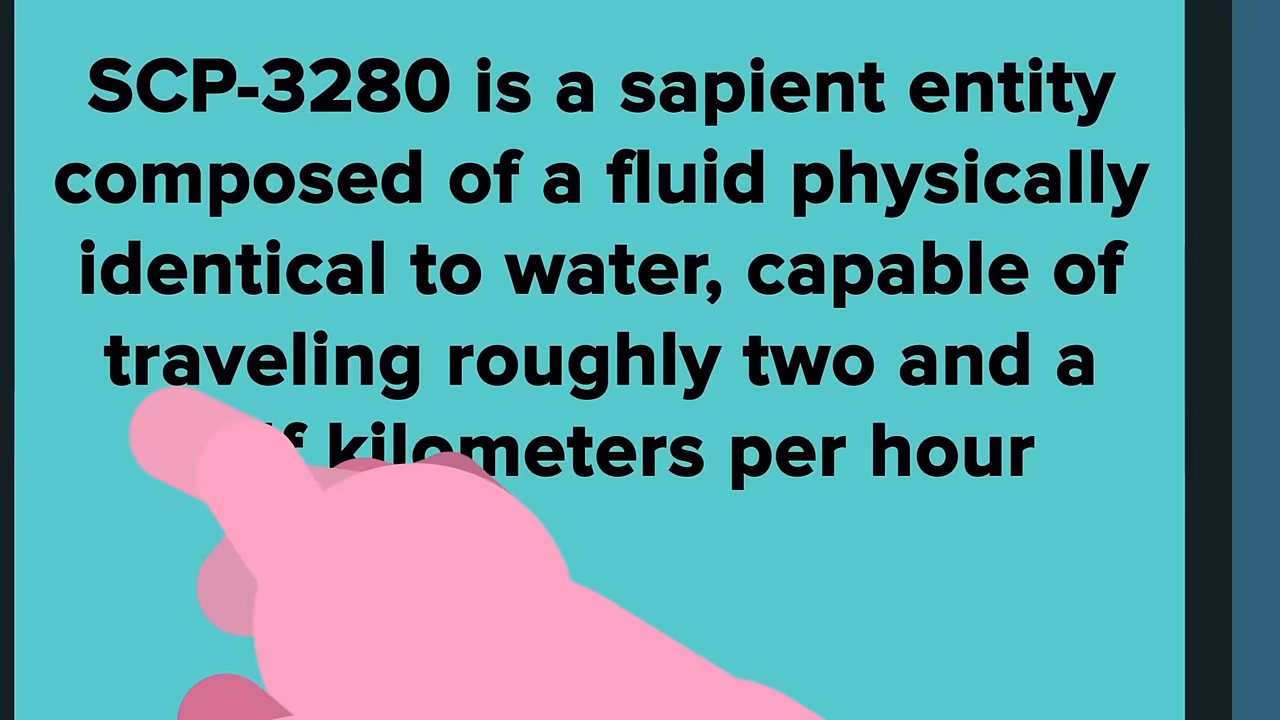 SCP-3280 is a sapient entity
composed of a fluid physically
identical to water, capable of
traveling roughly two and a
kilometers per hour